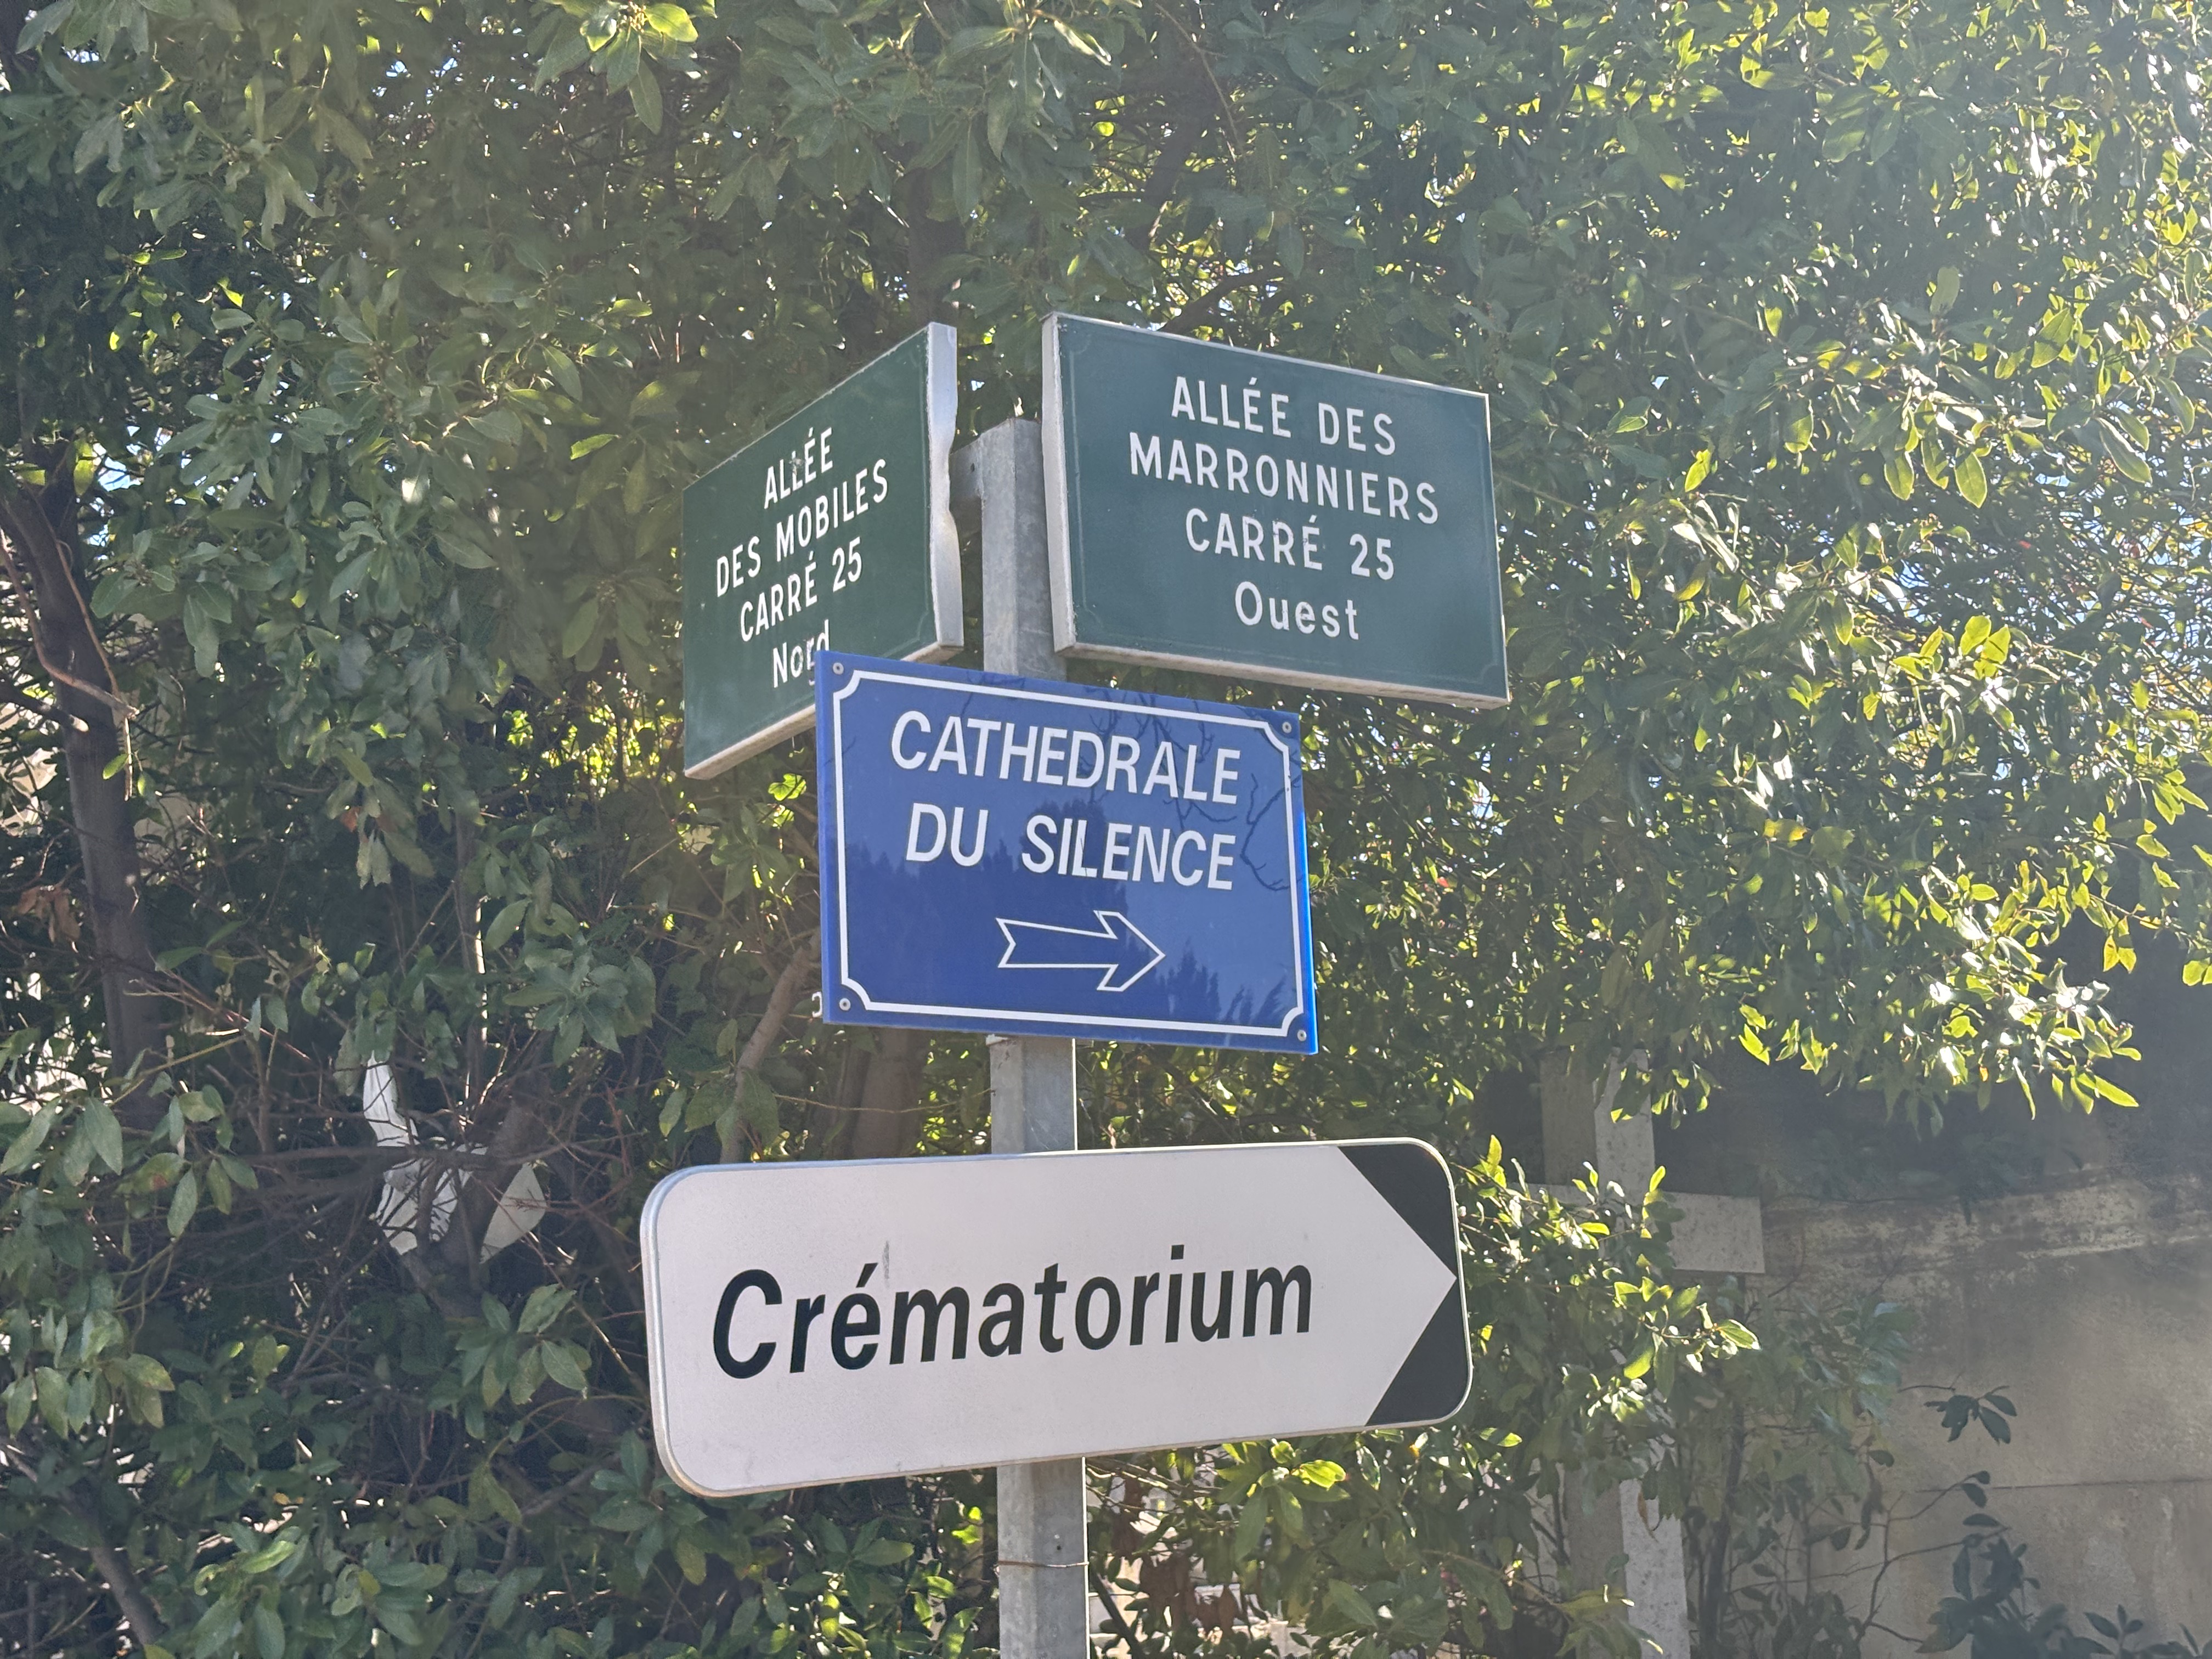 ALLÉE
DES MOBILES
CARRÉ 25
Nord
ALLÉE DES
MARRONNIERS
CARRÉ 25
Ouest
CATHEDRALE
DU SILENCE
Crématorium